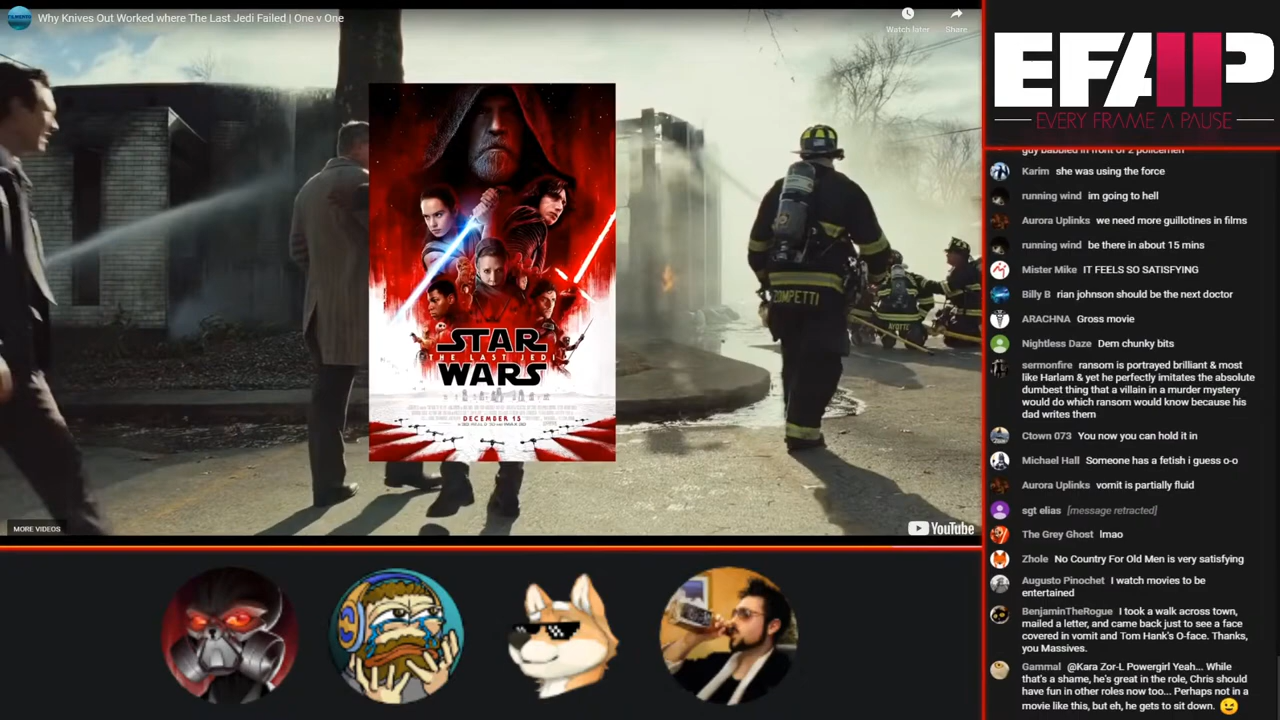 Why Knives Out Worked where The Last Jedi Failed | One v One
Watch later
Share
ZOMPETTI
AYOTTE
STAR
THE LAST JEDI
WARS
DECEMBER 15
MORE VIDEOS
YouTube
EFAP
EVERY FRAME A PAUSE
guy babbled in front of 2 policemen
Karim she was using the force
running wind im going to hell
Aurora Uplinks we need more guillotines in films
running wind be there in about 15 mins
Mister Mike IT FEELS SO SATISFYING
Billy B rian johnson should be the next doctor
ARACHNA Gross movie
Nightless Daze Dem chunky bits
sermonfire ransom is portrayed brilliant & most
like Harlam & yet he perfectly imitates the absolute
dumbest thing that a villain in a murder mystery
would do which ransom would know because his
dad writes them
Ctown 073 You now you can hold it in
Michael Hall Someone has a fetish i guess o-o
Aurora Uplinks vomit is partially fluid
sgt elias [message retracted]
The Grey Ghost lmao
Zhole No Country For Old Men is very satisfying
Augusto Pinochet I watch movies to be
entertained
BenjaminTheRogue I took a walk across town,
mailed a letter, and came back just to see a face
covered in vomit and Tom Hank's O-face. Thanks,
you Massives.
Gammal @Kara Zor-L Powergirl Yeah... While
that's a shame, he's great in the role, Chris should
have fun in other roles now too... Perhaps not in a
movie like this, but eh, he gets to sit down. 😉